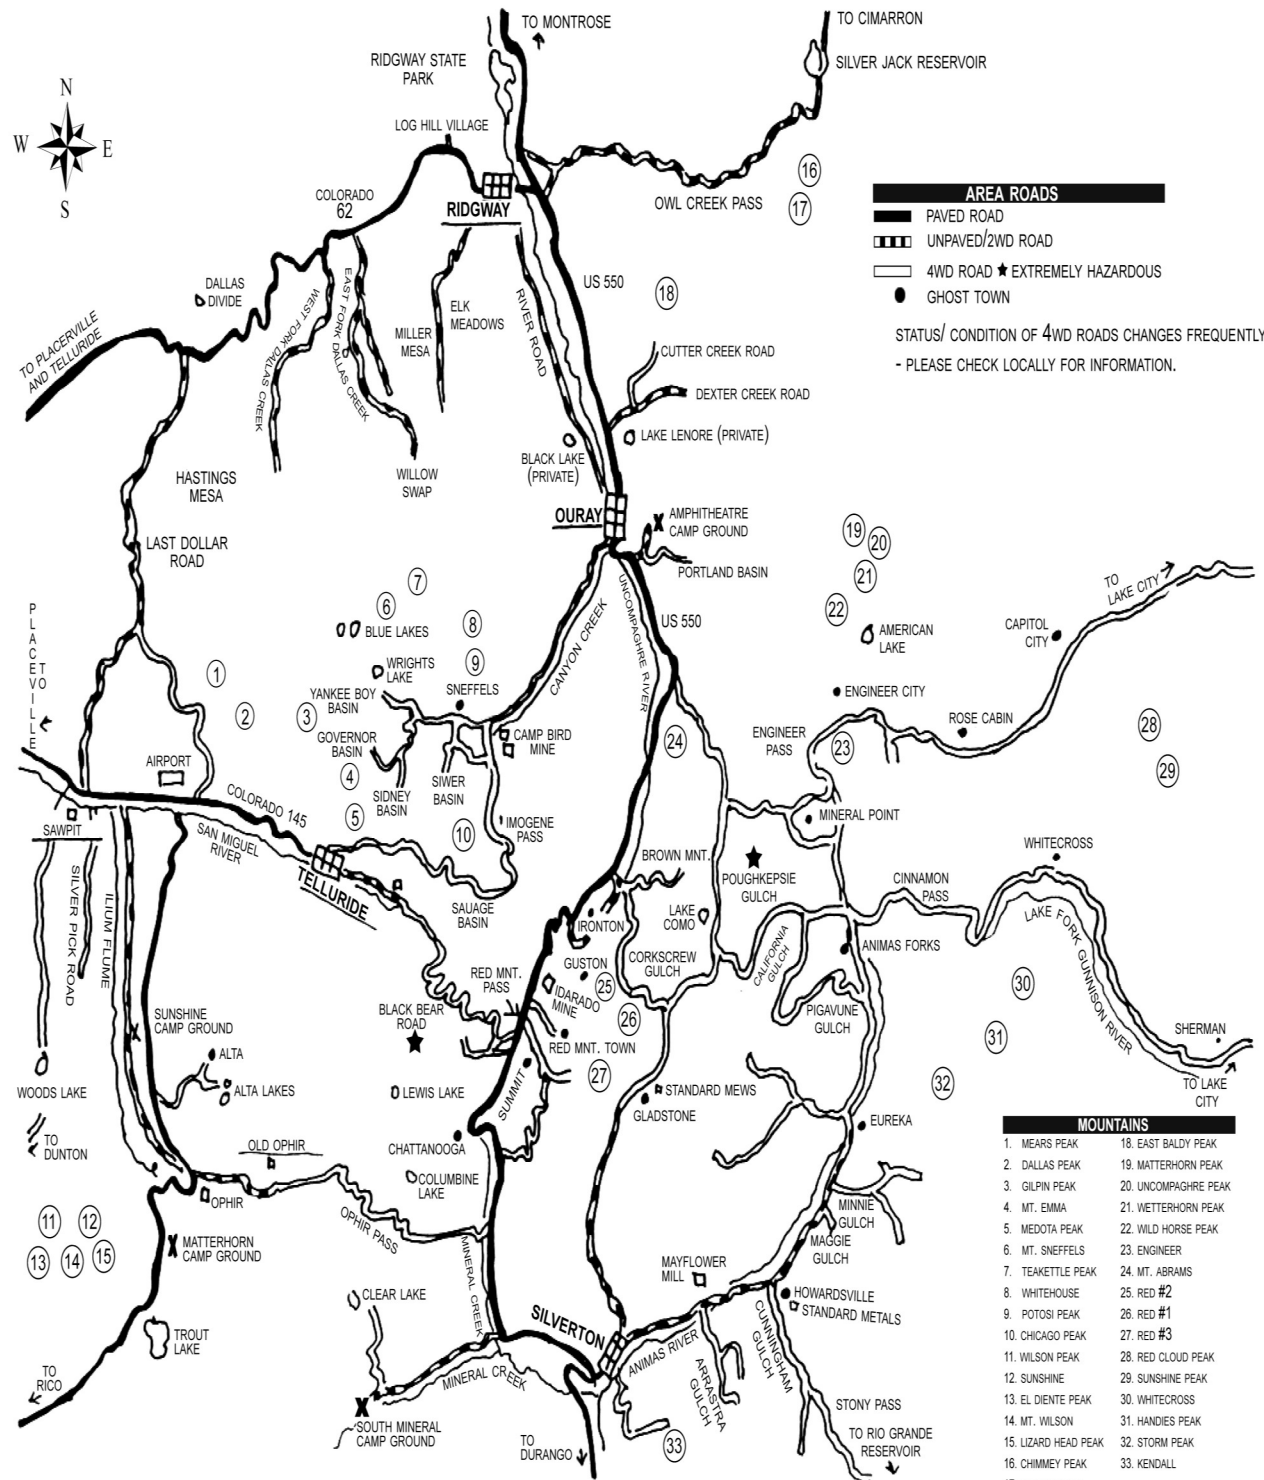 TO MONTROSE
TO CIMARRON
SILVER JACK RESERVOIR
RIDGWAY STATE
PARK
N
W
E
S
LOG HILL VILLAGE
COLORADO
62
RIDGWAY
OWL CREEK PASS
16
17
AREA ROADS
PAVED ROAD
UNPAVED/2WD ROAD
4WD ROAD ★ EXTREMELY HAZARDOUS
GHOST TOWN
STATUS/ CONDITION OF 4WD ROADS CHANGES FREQUENTLY
- PLEASE CHECK LOCALLY FOR INFORMATION.
DALLAS
DIVIDE
US 550
18
TO PLACERVILLE
AND TELLURIDE
WEST FORK DALLAS CREEK
EAST FORK DALLAS CREEK
MILLER
MESA
ELK
MEADOWS
RIVER ROAD
CUTTER CREEK ROAD
DEXTER CREEK ROAD
LAKE LENORE (PRIVATE)
BLACK LAKE
(PRIVATE)
WILLOW
SWAP
HASTINGS
MESA
LAST DOLLAR
ROAD
OURAY
AMPHITHEATRE
CAMP GROUND
PORTLAND BASIN
19
20
21
22
AMERICAN
LAKE
TO
LAKE CITY
CAPITOL
CITY
PLACEVILLE
TO
7
6
BLUE LAKES
8
9
WRIGHTS
LAKE
SNEFFELS
CANYON CREEK
UNCOMPAGHRE RIVER
US 550
1
2
3
YANKEE BOY
BASIN
GOVERNOR
BASIN
4
SIDNEY
BASIN
SIWER
BASIN
CAMP BIRD
MINE
24
ENGINEER CITY
ENGINEER
PASS
23
ROSE CABIN
28
29
AIRPORT
COLORADO 145
5
10
IMOGENE
PASS
MINERAL POINT
SAWPIT
SAN MIGUEL
RIVER
TELLURIDE
SAUAGE
BASIN
BROWN MNT.
POUGHKEPSIE
GULCH
WHITECROSS
CINNAMON
PASS
SILVER PICK ROAD
ILIUM FLUME
IRONTON
LAKE
COMO
CALIFORNIA
GULCH
ANIMAS FORKS
LAKE FORK GUNNISON RIVER
GUSTON
CORKSCREW
GULCH
RED MNT.
PASS
IDARADO
MINE
25
26
PIGAVUNE
GULCH
30
31
SHERMAN
BLACK BEAR
ROAD
RED MNT. TOWN
27
SUNSHINE
CAMP GROUND
ALTA
ALTA LAKES
WOODS LAKE
LEWIS LAKE
SUMMIT
STANDARD MEWS
GLADSTONE
32
TO LAKE
CITY
TO
DUNTON
OLD OPHIR
CHATTANOOGA
EUREKA
COLUMBINE
LAKE
OPHIR
OPHIR PASS
MINNIE
GULCH
MAGGIE
GULCH
11
12
13
14
15
MATTERHORN
CAMP GROUND
MINERAL CREEK
MAYFLOWER
MILL
HOWARDSVILLE
STANDARD METALS
CLEAR LAKE
SILVERTON
ANIMAS RIVER
CUNNINGHAM
GULCH
TROUT
LAKE
MINERAL CREEK
ARRASTRA
GULCH
TO
RICO
SOUTH MINERAL
CAMP GROUND
TO
DURANGO
33
STONY PASS
TO RIO GRANDE
RESERVOIR
MOUNTAINS
1. MEARS PEAK
2. DALLAS PEAK
3. GILPIN PEAK
4. MT. EMMA
5. MEDOTA PEAK
6. MT. SNEFFELS
7. TEAKETTLE PEAK
8. WHITEHOUSE
9. POTOSI PEAK
10. CHICAGO PEAK
11. WILSON PEAK
12. SUNSHINE
13. EL DIENTE PEAK
14. MT. WILSON
15. LIZARD HEAD PEAK
16. CHIMMEY PEAK
18. EAST BALDY PEAK
19. MATTERHORN PEAK
20. UNCOMPAGHRE PEAK
21. WETTERHORN PEAK
22. WILD HORSE PEAK
23. ENGINEER
24. MT. ABRAMS
25. RED #2
26. RED #1
27. RED #3
28. RED CLOUD PEAK
29. SUNSHINE PEAK
30. WHITECROSS
31. HANDIES PEAK
32. STORM PEAK
33. KENDALL